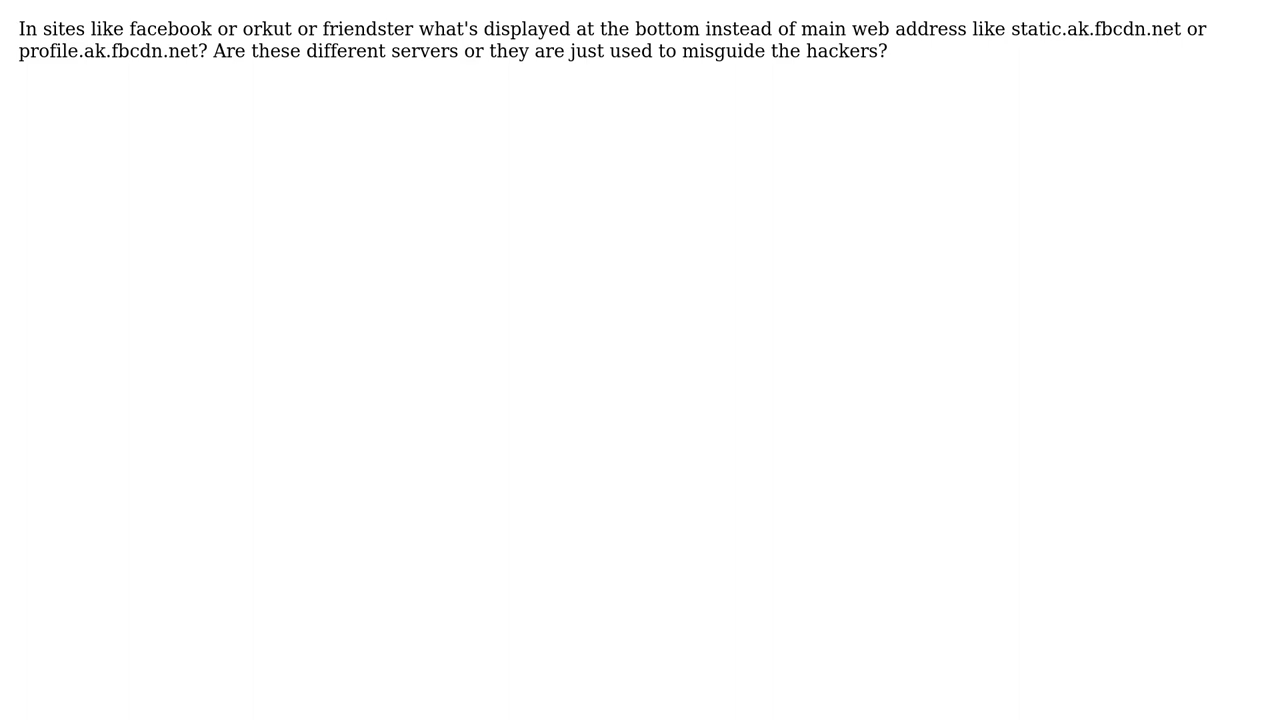 In sites like facebook or orkut or friendster what's displayed at the bottom instead of main web address like static.ak.fbcdn.net or
profile.ak.fbcdn.net? Are these different servers or they are just used to misguide the hackers?